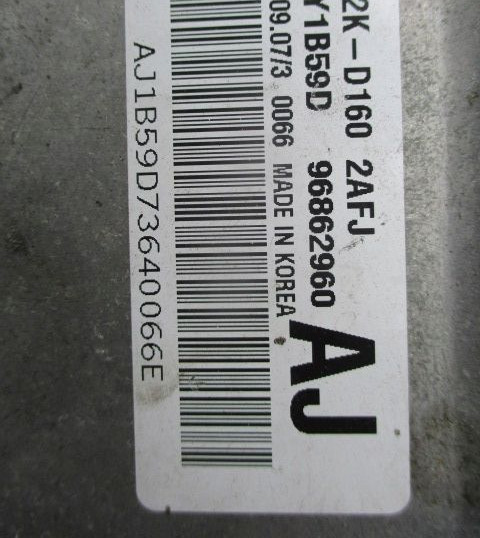 2K-D160 2AFJ
Y1B59D 96862960
09.07/3 0066 MADE IN KOREA
AJ
AJ1B59D73640066E